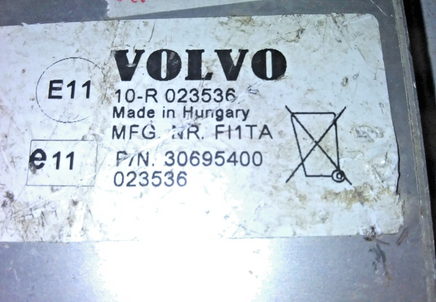 VOLVO
E11
10-R 023536
Made in Hungary
MFG. NR. FI1TA
e11
P/N. 30695400
023536